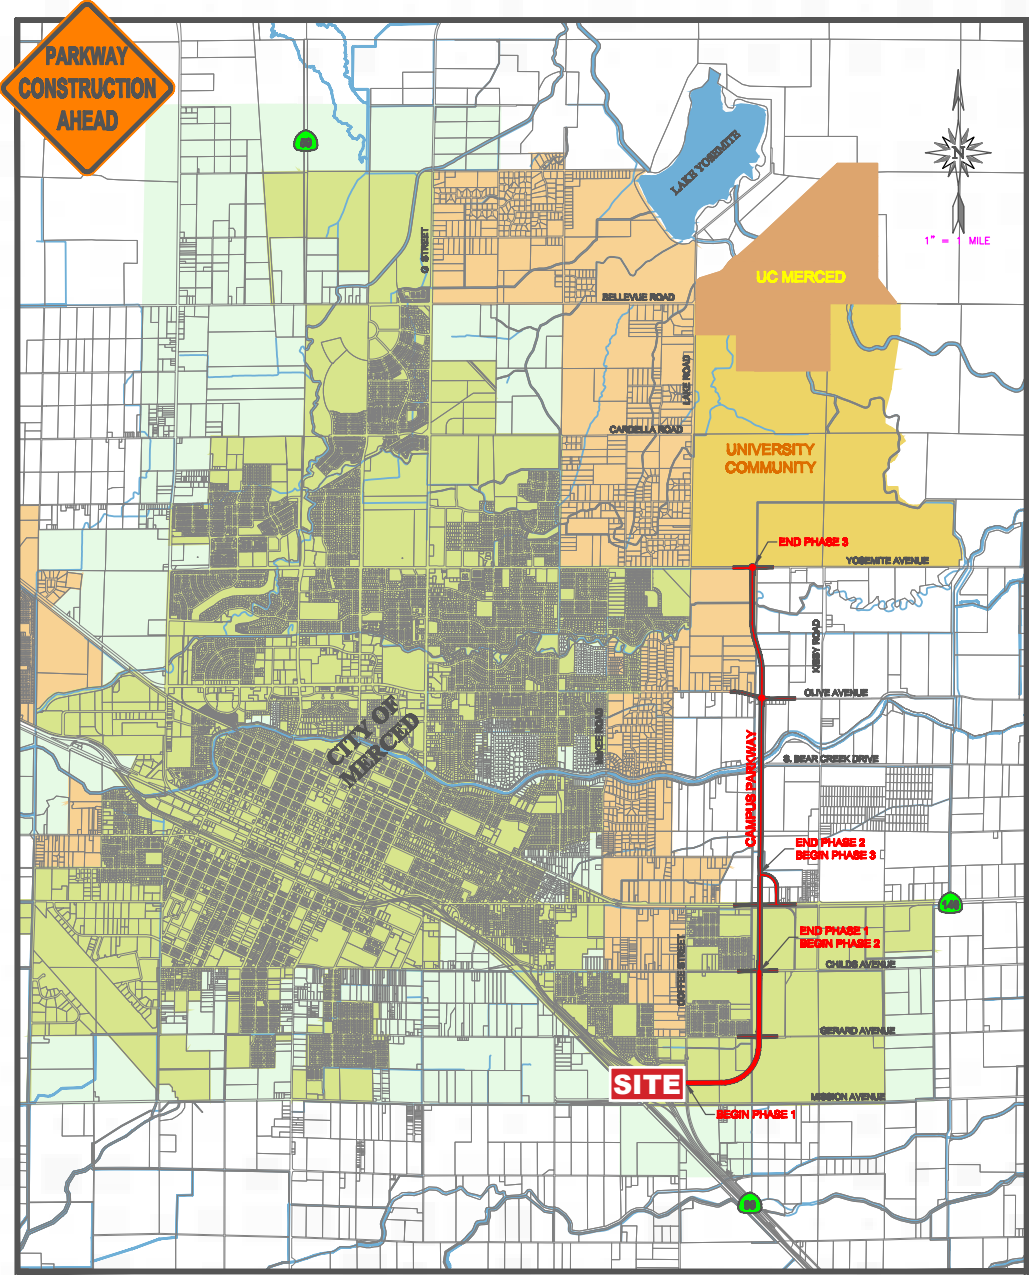 PARKWAY
CONSTRUCTION
AHEAD
59
LAKE YOSEMITE
N
1" = 1 MILE
G STREET
UC MERCED
BELLEVUE ROAD
LAKE ROAD
CARDELLA ROAD
UNIVERSITY
COMMUNITY
END PHASE 3
YOSEMITE AVENUE
KIBBY ROAD
OLIVE AVENUE
CITY OF
MERCED
CAMPUS PARKWAY
S. BEAR CREEK DRIVE
END PHASE 2
BEGIN PHASE 3
140
END PHASE 1
BEGIN PHASE 2
COFFEE STREET
CHILDS AVENUE
GERARD AVENUE
SITE
MISSION AVENUE
BEGIN PHASE 1
99